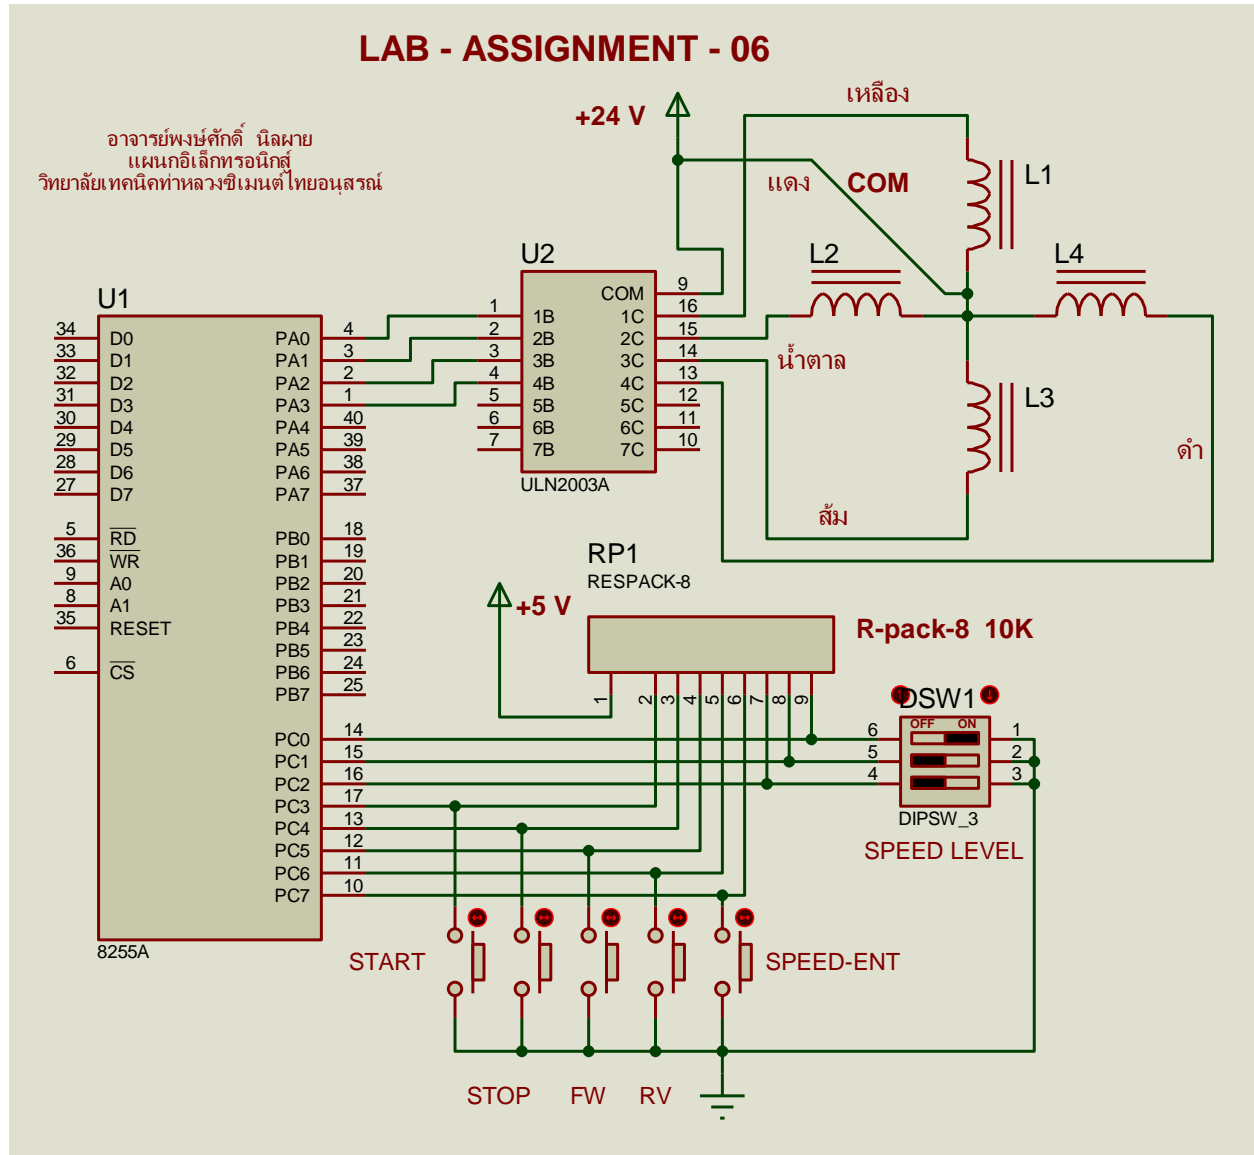 LAB - ASSIGNMENT - 06
อาจารย์พงษ์ศักดิ์ นิลผาย
แผนกอิเล็กทรอนิกส์
วิทยาลัยเทคนิคท่าหลวงซิเมนต์ไทยอนุสรณ์
+24 V
เหลือง
แดง
COM
L1
L2
L4
น้ำตาล
L3
ดำ
ส้ม
U2
COM 9
1 1B 1C 16
2 2B 2C 15
3 3B 3C 14
4 4B 4C 13
5 5B 5C 12
6 6B 6C 11
7 7B 7C 10
ULN2003A
U1
34 D0 PA0 4
33 D1 PA1 3
32 D2 PA2 2
31 D3 PA3 1
30 D4 PA4 40
29 D5 PA5 39
28 D6 PA6 38
27 D7 PA7 37
5 RD PB0 18
36 WR PB1 19
9 A0 PB2 20
8 A1 PB3 21
35 RESET PB4 22
PB5 23
6 CS PB6 24
PB7 25
PC0 14
PC1 15
PC2 16
PC3 17
PC4 13
PC5 12
PC6 11
PC7 10
8255A
RP1
RESPACK-8
+5 V
R-pack-8 10K
1 2 3 4 5 6 7 8 9
DSW1
OFF ON
6 1
5 2
4 3
DIPSW_3
SPEED LEVEL
START
SPEED-ENT
STOP FW RV